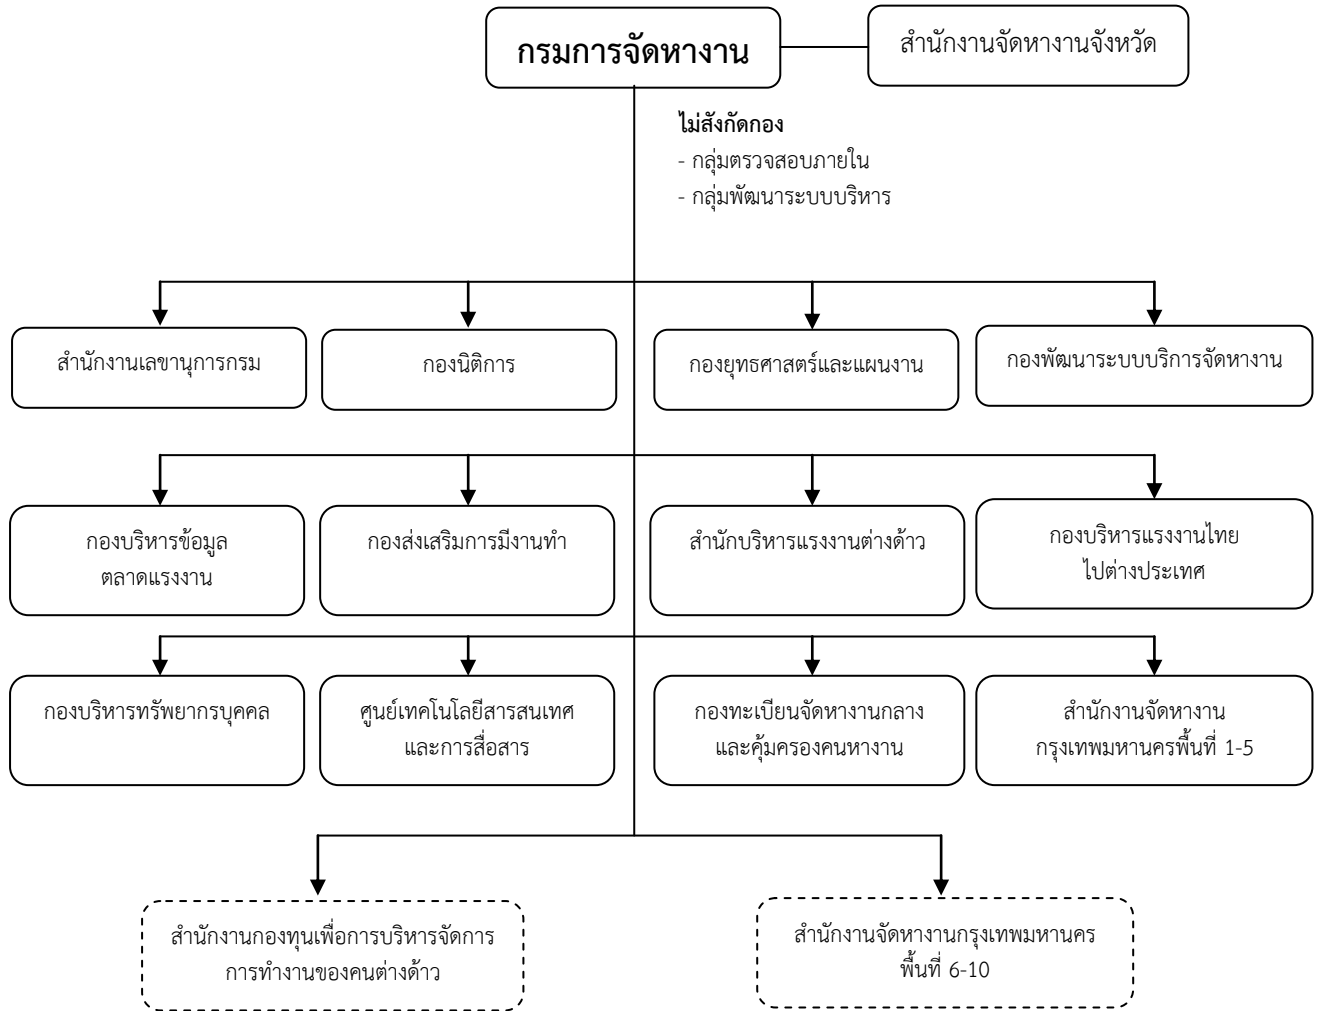 กรมการจัดหางาน
สำนักงานจัดหางานจังหวัด
ไม่สังกัดกอง
- กลุ่มตรวจสอบภายใน
- กลุ่มพัฒนาระบบบริหาร
สำนักงานเลขานุการกรม
กองนิติการ
กองยุทธศาสตร์และแผนงาน
กองพัฒนาระบบบริการจัดหางาน
กองบริหารข้อมูล
ตลาดแรงงาน
กองส่งเสริมการมีงานทำ
สำนักบริหารแรงงานต่างด้าว
กองบริหารแรงงานไทย
ไปต่างประเทศ
กองบริหารทรัพยากรบุคคล
ศูนย์เทคโนโลยีสารสนเทศ
และการสื่อสาร
กองทะเบียนจัดหางานกลาง
และคุ้มครองคนหางาน
สำนักงานจัดหางาน
กรุงเทพมหานครพื้นที่ 1-5
สำนักงานกองทุนเพื่อการบริหารจัดการ
การทำงานของคนต่างด้าว
สำนักงานจัดหางานกรุงเทพมหานคร
พื้นที่ 6-10